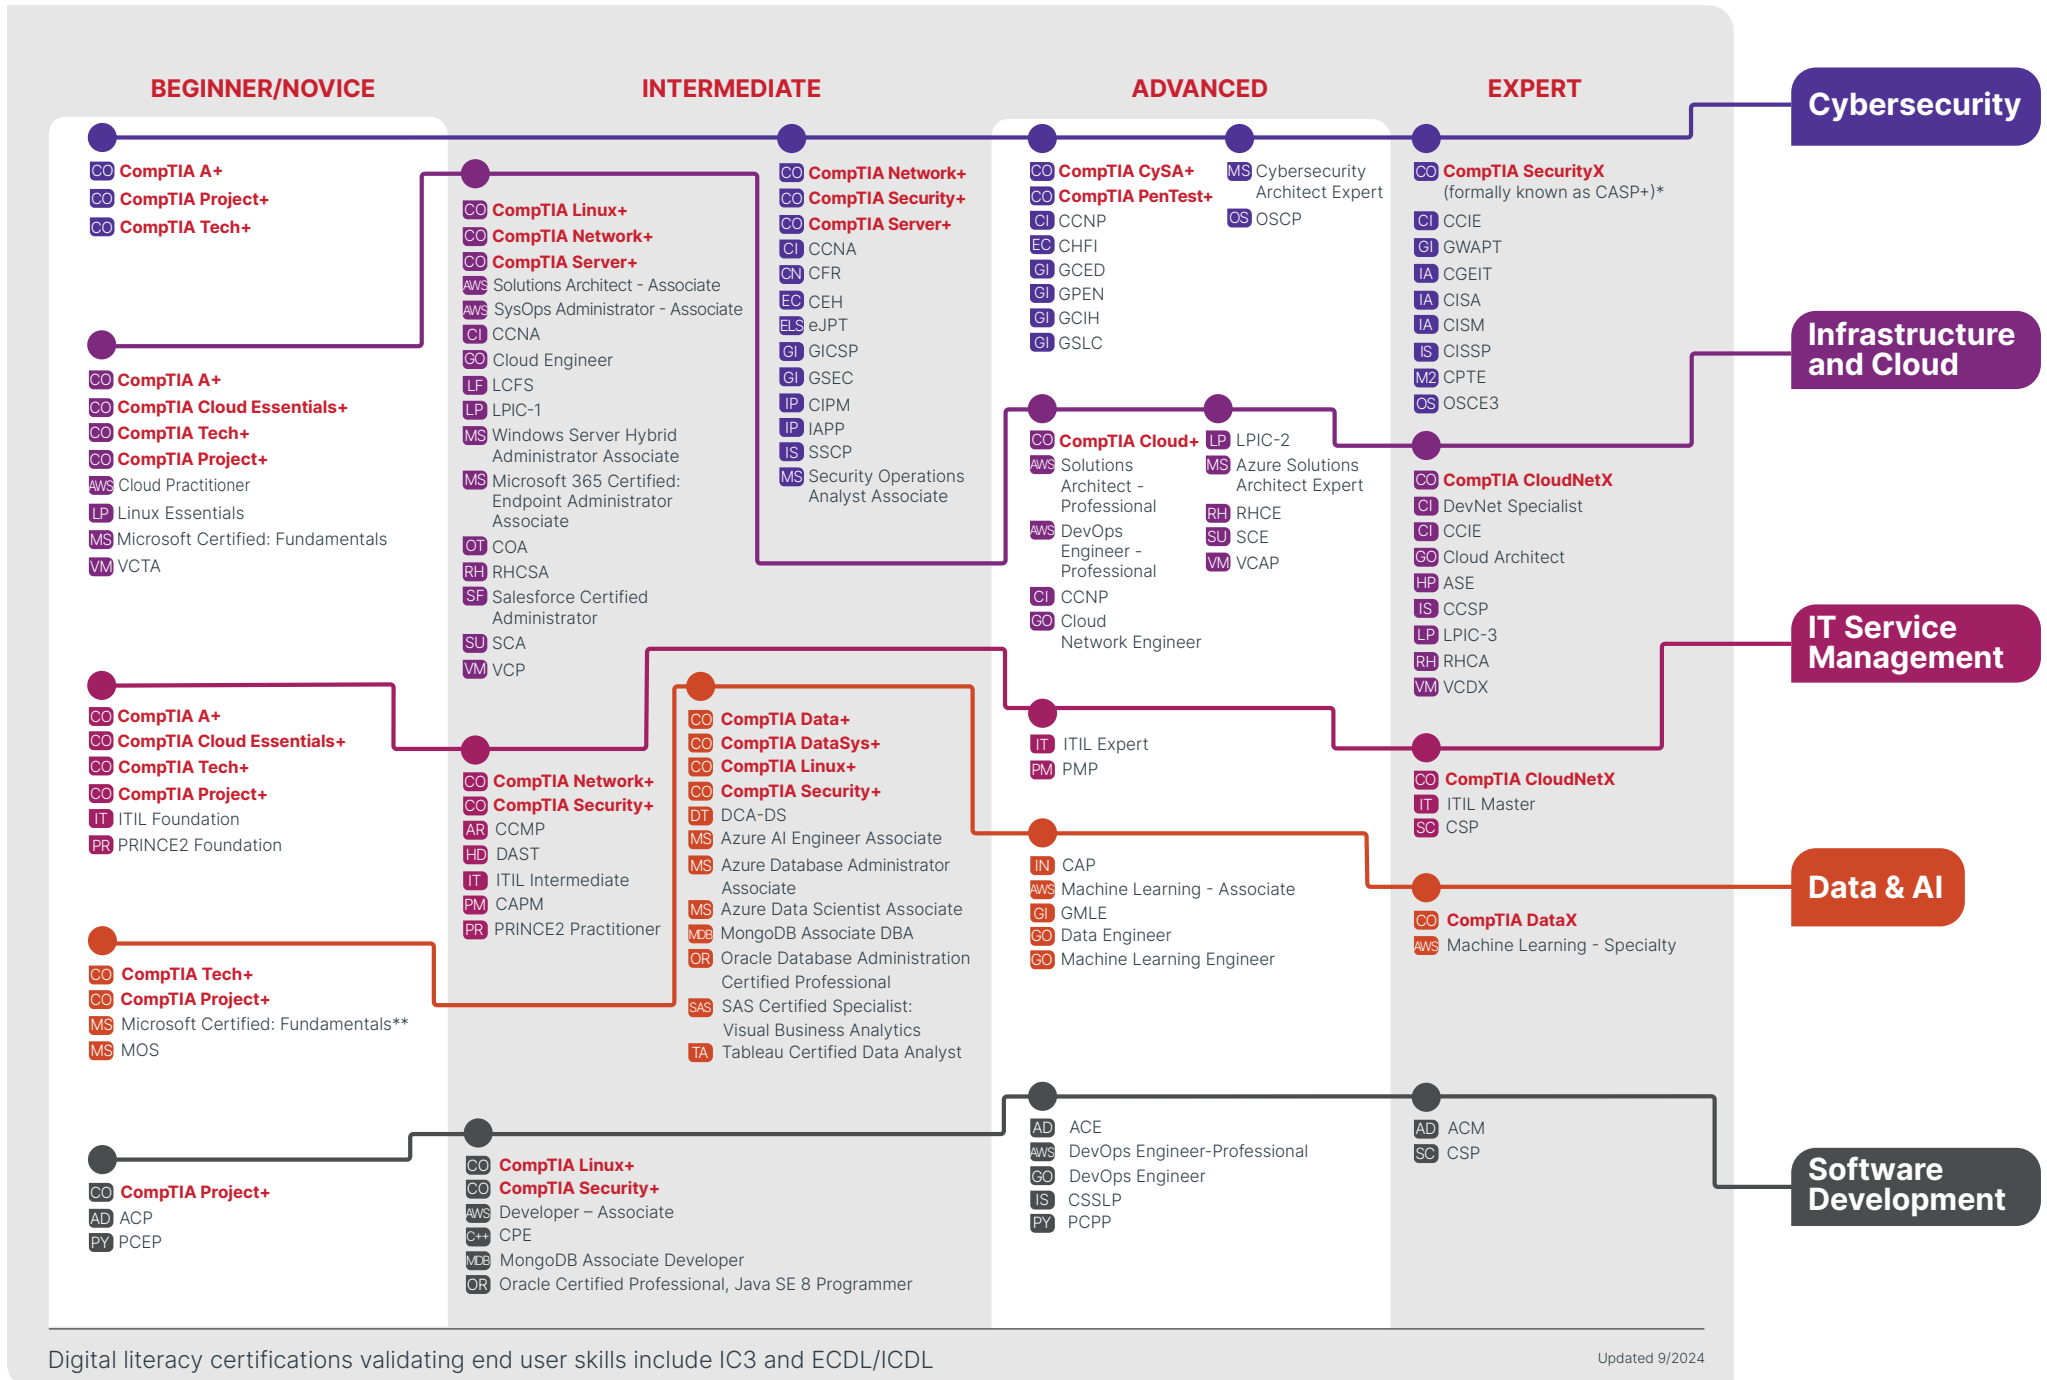 BEGINNER/NOVICE
INTERMEDIATE
ADVANCED
EXPERT
Cybersecurity
CO CompTIA A+
CO CompTIA Project+
CO CompTIA Tech+
CO CompTIA Network+
CO CompTIA Security+
CO CompTIA Server+
CI CCNA
CN CFR
EC CEH
ELS eJPT
GI GICSP
GI GSEC
IP CIPM
IP IAPP
IS SSCP
MS Security Operations
Analyst Associate
CO CompTIA CySA+
CO CompTIA PenTest+
CI CCNP
EC CHFI
GI GCED
GI GPEN
GI GCIH
GI GSLC
MS Cybersecurity
Architect Expert
OS OSCP
CO CompTIA SecurityX
(formally known as CASP+)*
CI CCIE
GI GWAPT
IA CGEIT
IA CISA
IA CISM
IS CISSP
M2 CPTE
OS OSCE3
Infrastructure
and Cloud
CO CompTIA A+
CO CompTIA Cloud Essentials+
CO CompTIA Tech+
CO CompTIA Project+
AWS Cloud Practitioner
LP Linux Essentials
MS Microsoft Certified: Fundamentals
VM VCTA
CO CompTIA Linux+
CO CompTIA Network+
CO CompTIA Server+
AWS Solutions Architect - Associate
AWS SysOps Administrator - Associate
CI CCNA
GO Cloud Engineer
LF LCFS
LP LPIC-1
MS Windows Server Hybrid
Administrator Associate
MS Microsoft 365 Certified:
Endpoint Administrator
Associate
OT COA
RH RHCSA
SF Salesforce Certified
Administrator
SU SCA
VM VCP
CO CompTIA Cloud+
AWS Solutions
Architect -
Professional
AWS DevOps
Engineer -
Professional
CI CCNP
GO Cloud
Network Engineer
LP LPIC-2
MS Azure Solutions
Architect Expert
RH RHCE
SU SCE
VM VCAP
CO CompTIA CloudNetX
CI DevNet Specialist
CI CCIE
GO Cloud Architect
HP ASE
IS CCSP
LP LPIC-3
RH RHCA
VM VCDX
IT Service
Management
CO CompTIA A+
CO CompTIA Cloud Essentials+
CO CompTIA Tech+
CO CompTIA Project+
IT ITIL Foundation
PR PRINCE2 Foundation
CO CompTIA Network+
CO CompTIA Security+
AR CCMP
HD DAST
IT ITIL Intermediate
PM CAPM
PR PRINCE2 Practitioner
IT ITIL Expert
PM PMP
CO CompTIA CloudNetX
IT ITIL Master
SC CSP
Data & AI
CO CompTIA Tech+
CO CompTIA Project+
MS Microsoft Certified: Fundamentals**
MS MOS
CO CompTIA Data+
CO CompTIA DataSys+
CO CompTIA Linux+
CO CompTIA Security+
DT DCA-DS
MS Azure AI Engineer Associate
MS Azure Database Administrator
Associate
MS Azure Data Scientist Associate
MDB MongoDB Associate DBA
OR Oracle Database Administration
Certified Professional
SAS SAS Certified Specialist:
Visual Business Analytics
TA Tableau Certified Data Analyst
IN CAP
AWS Machine Learning - Associate
GI GMLE
GO Data Engineer
GO Machine Learning Engineer
CO CompTIA DataX
AWS Machine Learning - Specialty
Software
Development
CO CompTIA Project+
AD ACP
PY PCEP
CO CompTIA Linux+
CO CompTIA Security+
AWS Developer – Associate
C++ CPE
MDB MongoDB Associate Developer
OR Oracle Certified Professional, Java SE 8 Programmer
AD ACE
AWS DevOps Engineer-Professional
GO DevOps Engineer
IS CSSLP
PY PCPP
AD ACM
SC CSP
Digital literacy certifications validating end user skills include IC3 and ECDL/ICDL
Updated 9/2024